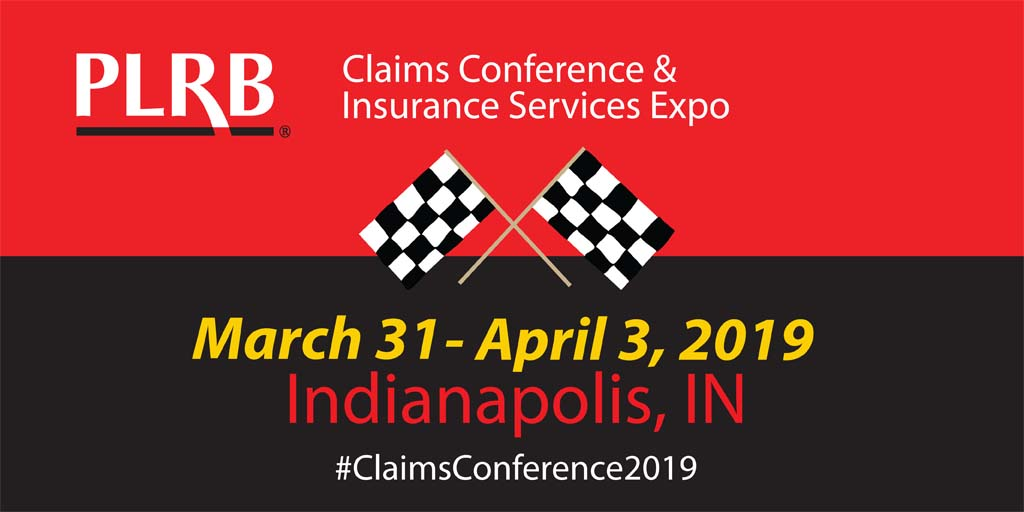 PLRB®
Claims Conference &
Insurance Services Expo
March 31- April 3, 2019
Indianapolis, IN
#ClaimsConference2019